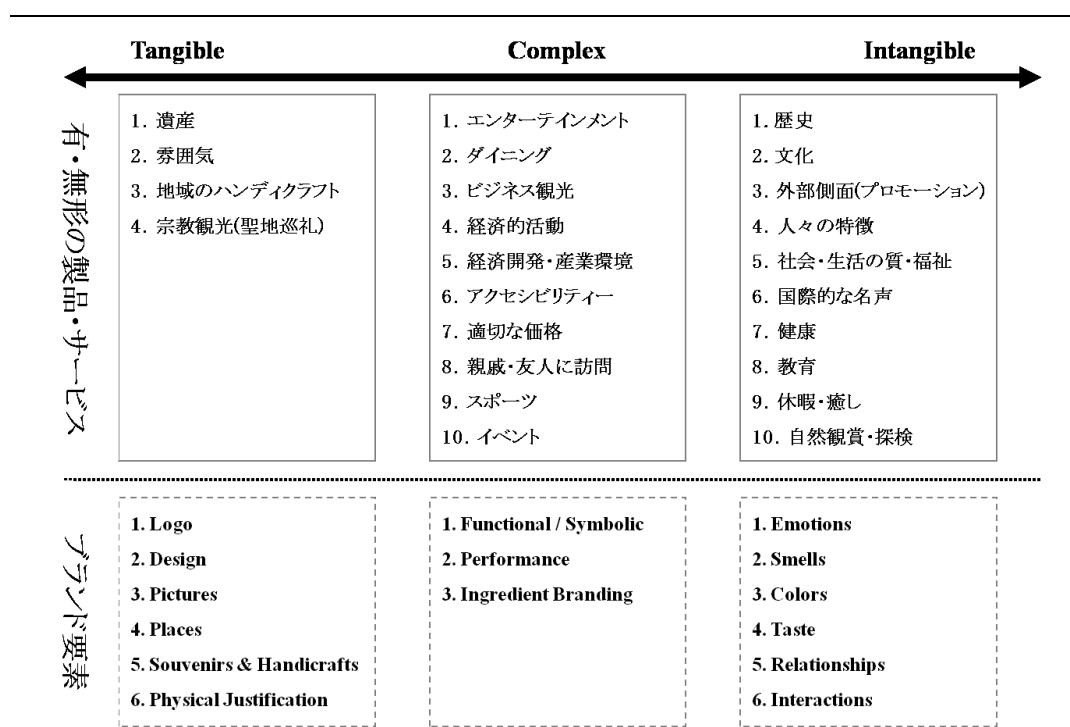 Tangible
Complex
Intangible
有・無形の製品・サービス
1. 遺産
2. 雰囲気
3. 地域のハンディクラフト
4. 宗教観光(聖地巡礼)
1. エンターテインメント
2. ダイニング
3. ビジネス観光
4. 経済的活動
5. 経済開発・産業環境
6. アクセシビリティー
7. 適切な価格
8. 親戚・友人に訪問
9. スポーツ
10. イベント
1. 歴史
2. 文化
3. 外部側面(プロモーション)
4. 人々の特徴
5. 社会・生活の質・福祉
6. 国際的な名声
7. 健康
8. 教育
9. 休暇・癒し
10. 自然観賞・探検
ブランド要素
1. Logo
2. Design
3. Pictures
4. Places
5. Souvenirs & Handicrafts
6. Physical Justification
1. Functional / Symbolic
2. Performance
3. Ingredient Branding
1. Emotions
2. Smells
3. Colors
4. Taste
5. Relationships
6. Interactions